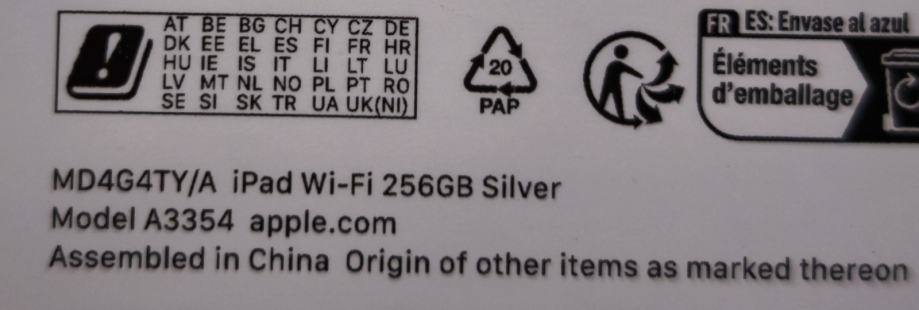 AT BE BG CH CY CZ DE
DK EE EL ES FI FR HR
HU IE IS IT LI LT LU
LV MT NL NO PL PT RO
SE SI SK TR UA UK(NI)
20
PAP
FR ES: Envase al azul
Éléments
d'emballage
MD4G4TY/A iPad Wi-Fi 256GB Silver
Model A3354 apple.com
Assembled in China Origin of other items as marked thereon